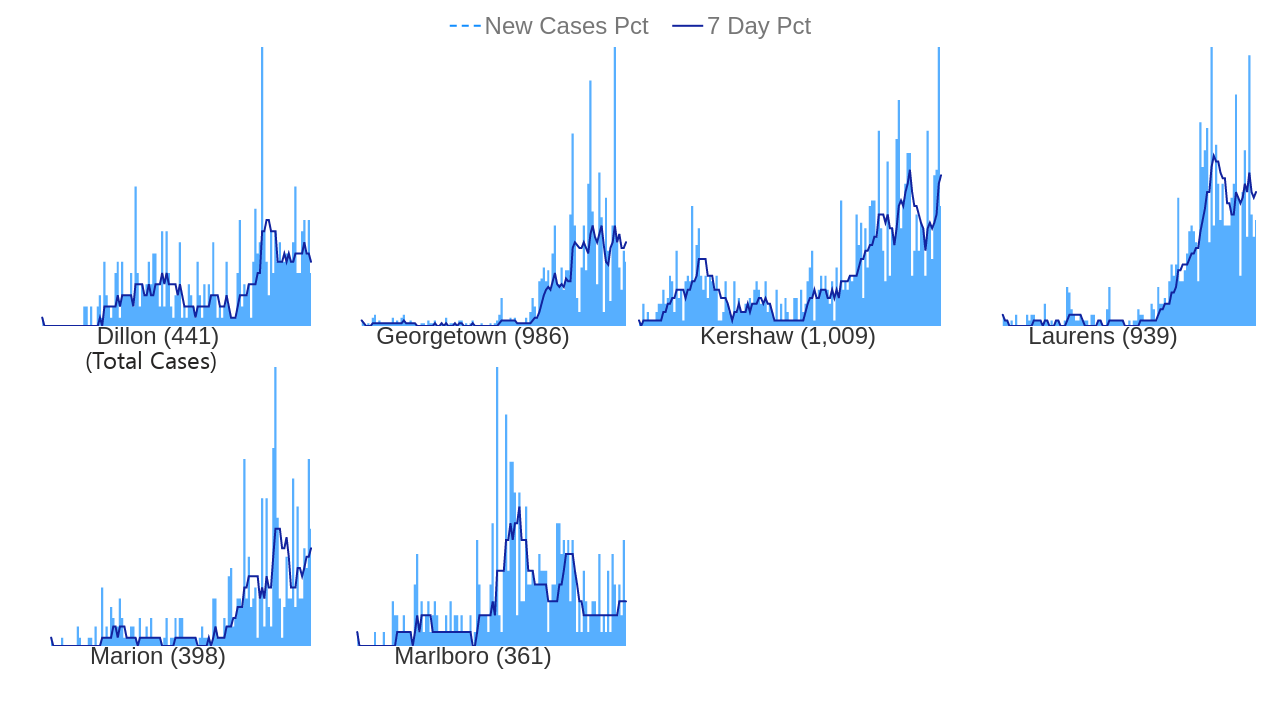 New Cases Pct 7 Day Pct
Dillon (441)
(Total Cases)
Georgetown (986)
Kershaw (1,009)
Laurens (939)
Marion (398)
Marlboro (361)